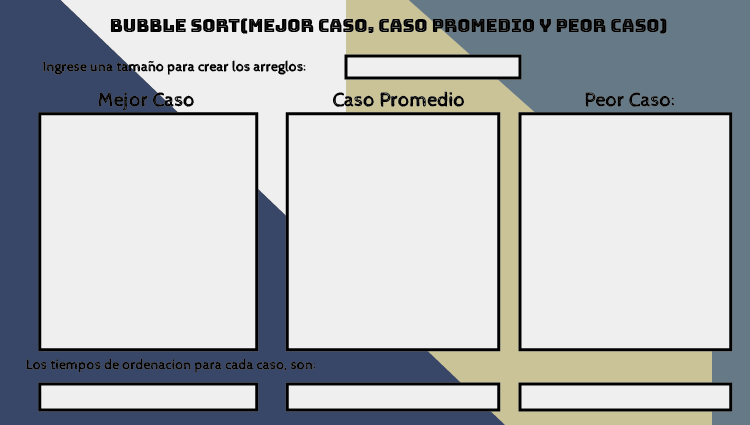 BUBBLE SORT(MEJOR CASO, CASO PROMEDIO Y PEOR CASO)
Ingrese una tamaño para crear los arreglos:
Mejor Caso
Caso Promedio
Peor Caso:
Los tiempos de ordenacion para cada caso, son: